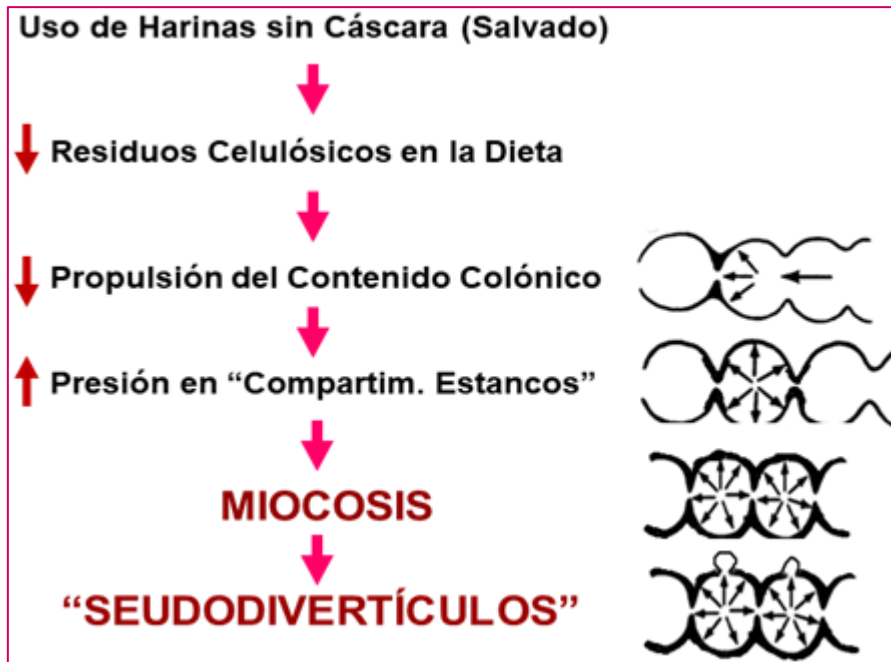 Uso de Harinas sin Cáscara (Salvado)
Residuos Celulósicos en la Dieta
Propulsión del Contenido Colónico
Presión en “Compartim. Estancos”
MIOCOSIS
“SEUDODIVERTÍCULOS”